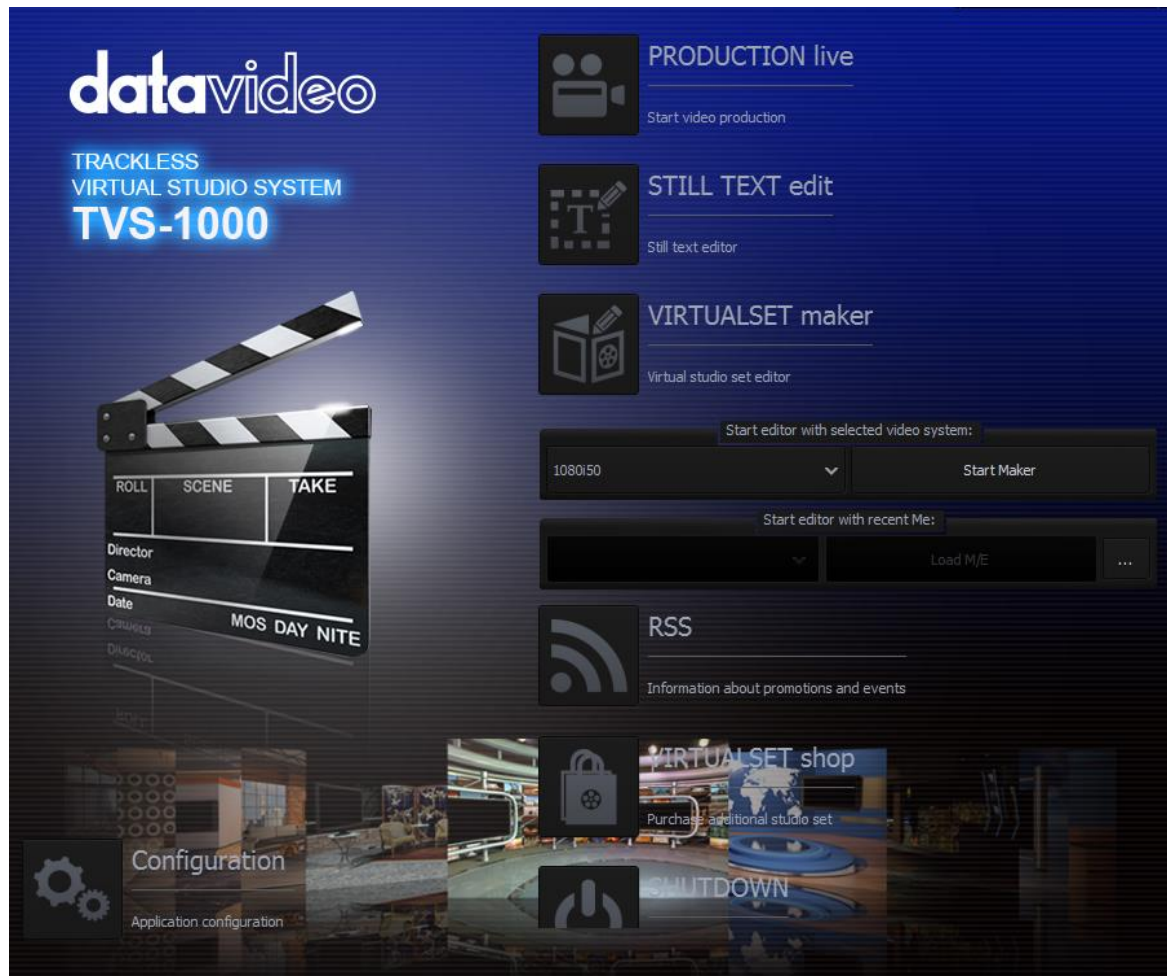 datavideo
TRACKLESS
VIRTUAL STUDIO SYSTEM
TVS-1000
ROLL SCENE TAKE
Director
Camera
Date
MOS DAY NITE
Camera
Director
ROLL
Configuration
Application configuration
PRODUCTION live
Start video production
STILL TEXT edit
T
Still text editor
VIRTUALSET maker
Virtual studio set editor
Start editor with selected video system:
1080i50 Start Maker
Start editor with recent Me:
Load M/E ...
RSS
Information about promotions and events
VIRTUALSET shop
Purchase additional studio set
SHUTDOWN